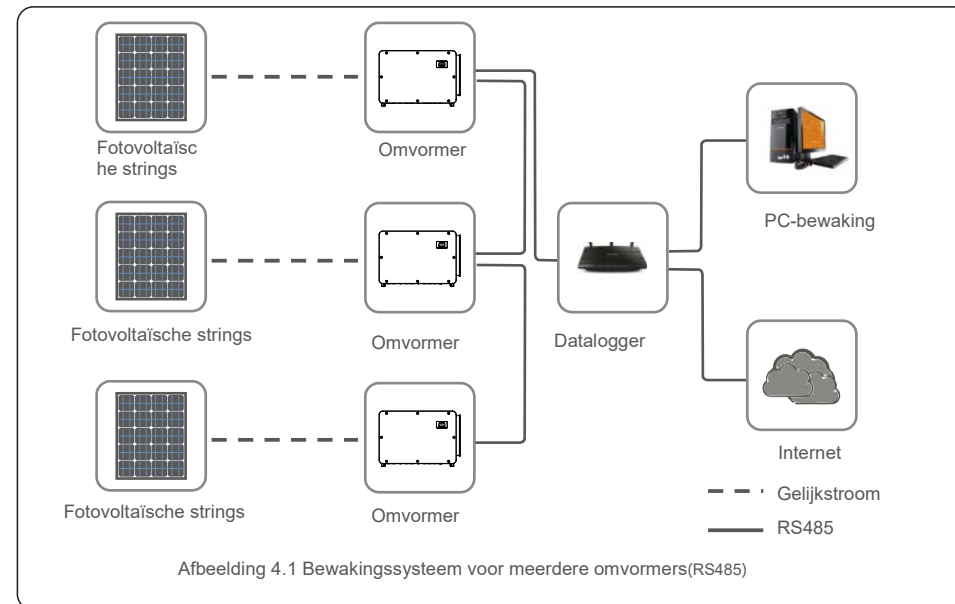 Fotovoltaïsc
he strings
Omvormer
PC-bewaking
Fotovoltaïsche strings
Omvormer
Datalogger
Internet
Fotovoltaïsche strings
Omvormer
Gelijkstroom
RS485
Afbeelding 4.1 Bewakingssysteem voor meerdere omvormers(RS485)